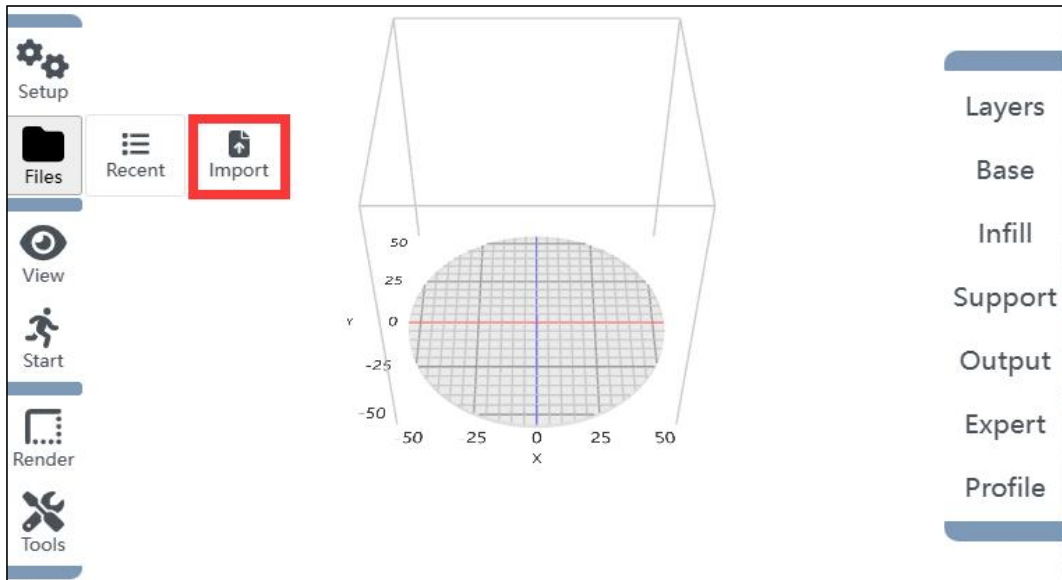 Setup
Files
Recent
Import
View
Start
Render
Tools
50
25
Y
0
-25
-50
50
25
0
25
50
X
Layers
Base
Infill
Support
Output
Expert
Profile